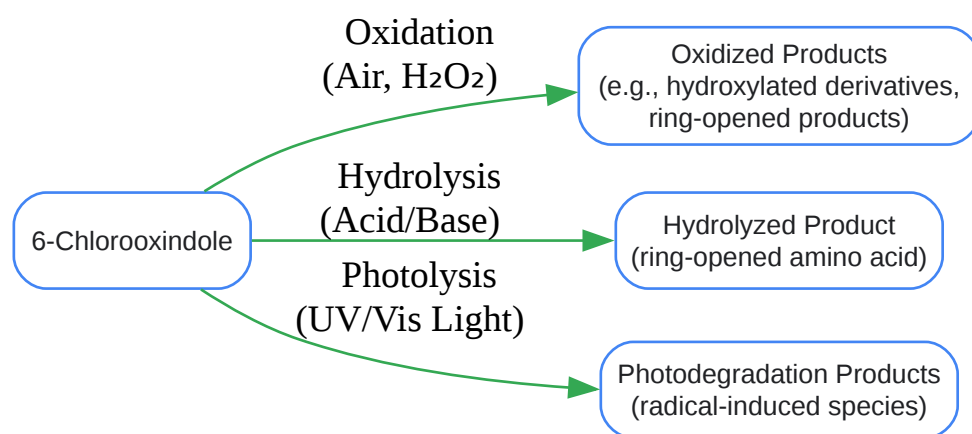 Oxidation
(Air, H₂O₂)
Oxidized Products
(e.g., hydroxylated derivatives,
ring-opened products)
6-Chlorooxindole
Hydrolysis
(Acid/Base)
Hydrolyzed Product
(ring-opened amino acid)
Photolysis
(UV/Vis Light)
Photodegradation Products
(radical-induced species)